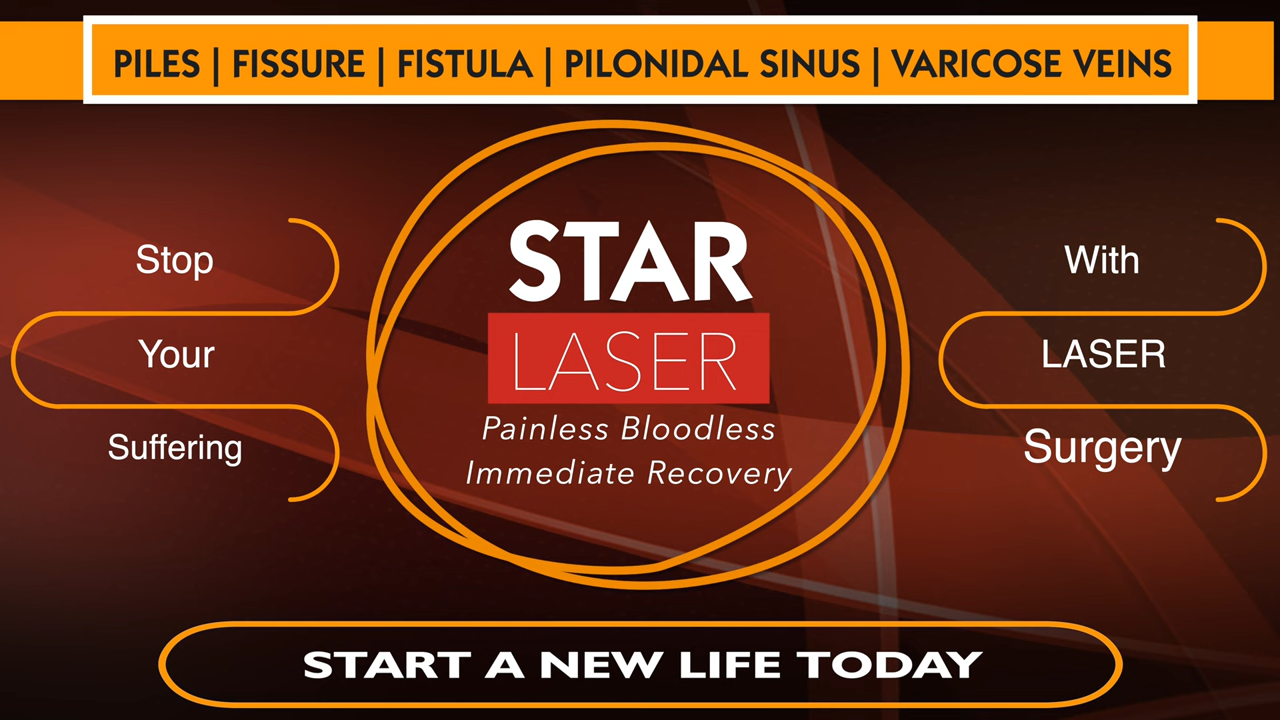 PILES | FISSURE | FISTULA | PILONIDAL SINUS | VARICOSE VEINS
Stop
Your
Suffering
STAR
LASER
Painless Bloodless
Immediate Recovery
With
LASER
Surgery
START A NEW LIFE TODAY